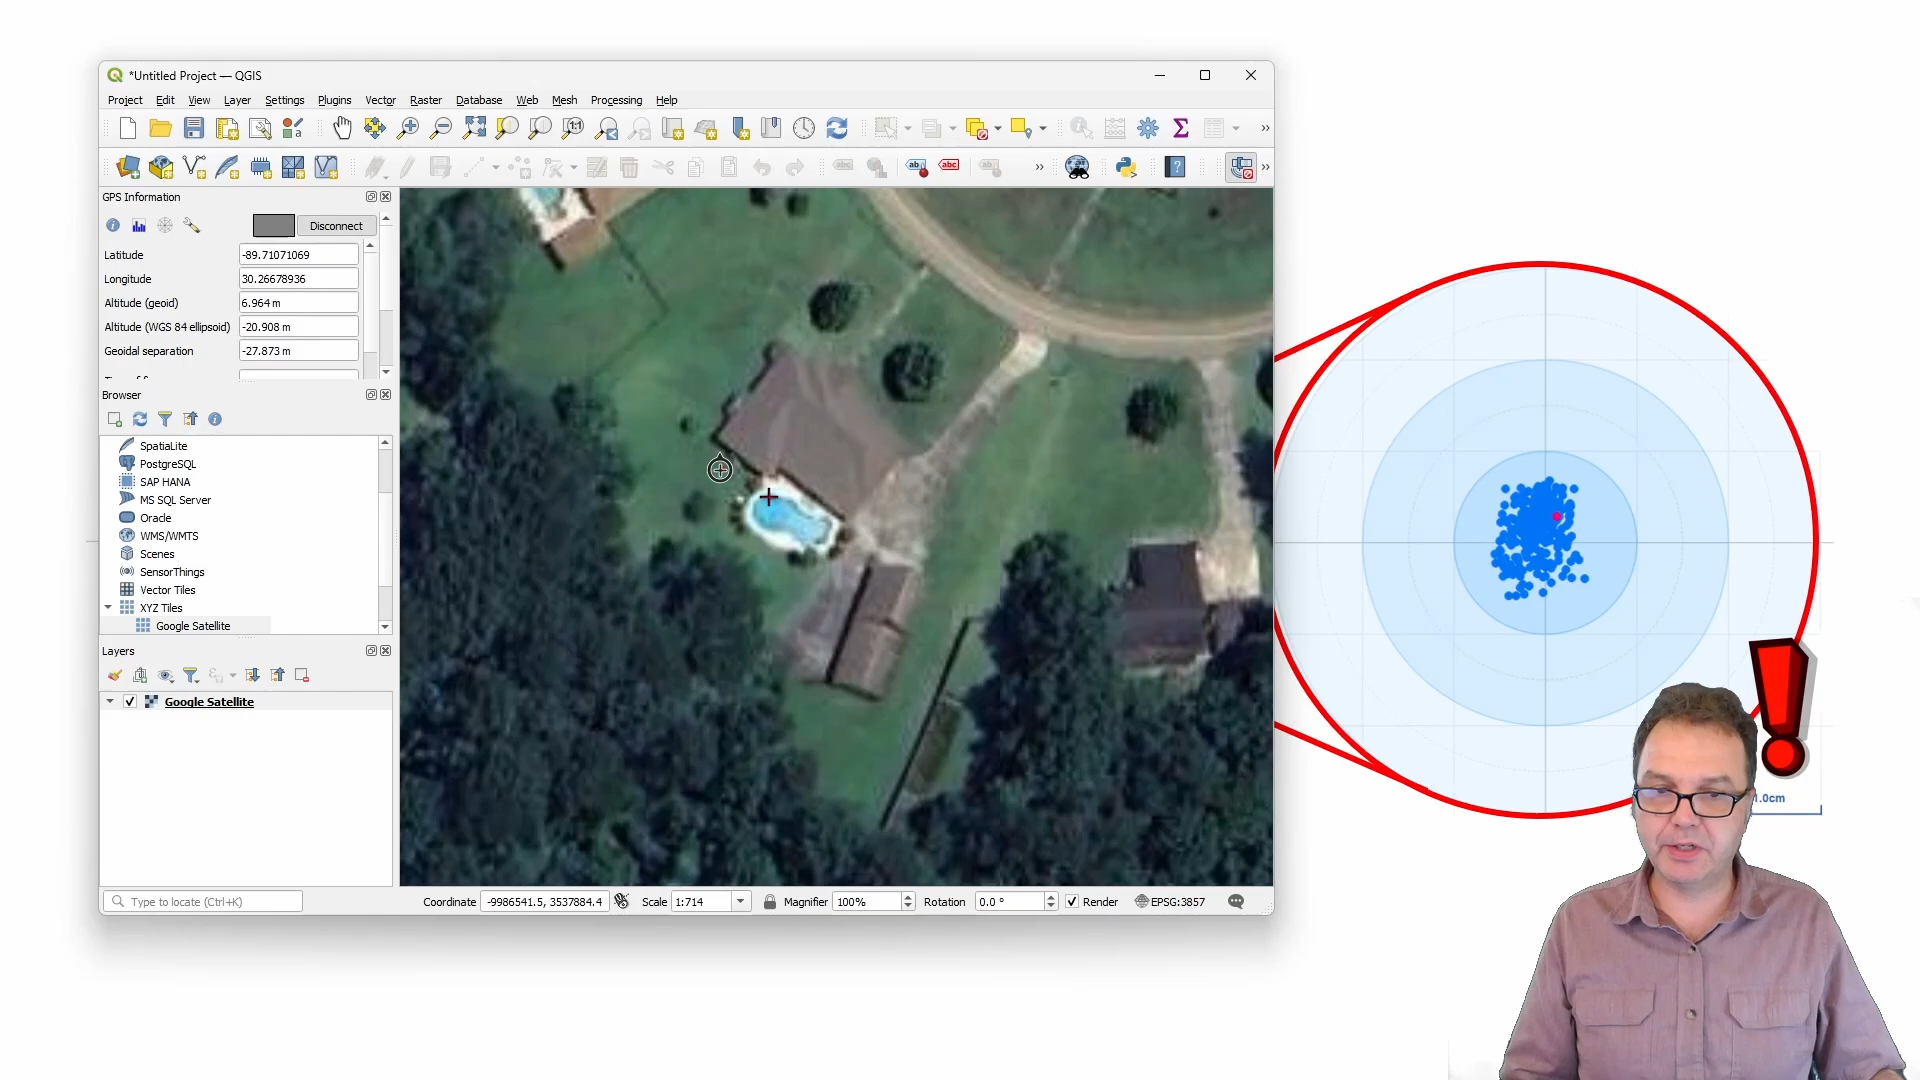 *Untitled Project — QGIS
Project Edit View Layer Settings Plugins Vector Raster Database Web Mesh Processing Help
GPS Information
Disconnect
Latitude -89.71071069
Longitude 30.26678936
Altitude (geoid) 6.964 m
Altitude (WGS 84 ellipsoid) -20.908 m
Geoidal separation -27.873 m
Browser
SpatiaLite
PostgreSQL
SAP HANA
MS SQL Server
Oracle
WMS/WMTS
Scenes
SensorThings
Vector Tiles
XYZ Tiles
Google Satellite
Layers
Google Satellite
Type to locate (Ctrl+K)
Coordinate -9986541.5, 3537884.4 Scale 1:714 Magnifier 100% Rotation 0.0 ° Render EPSG:3857
1.0cm